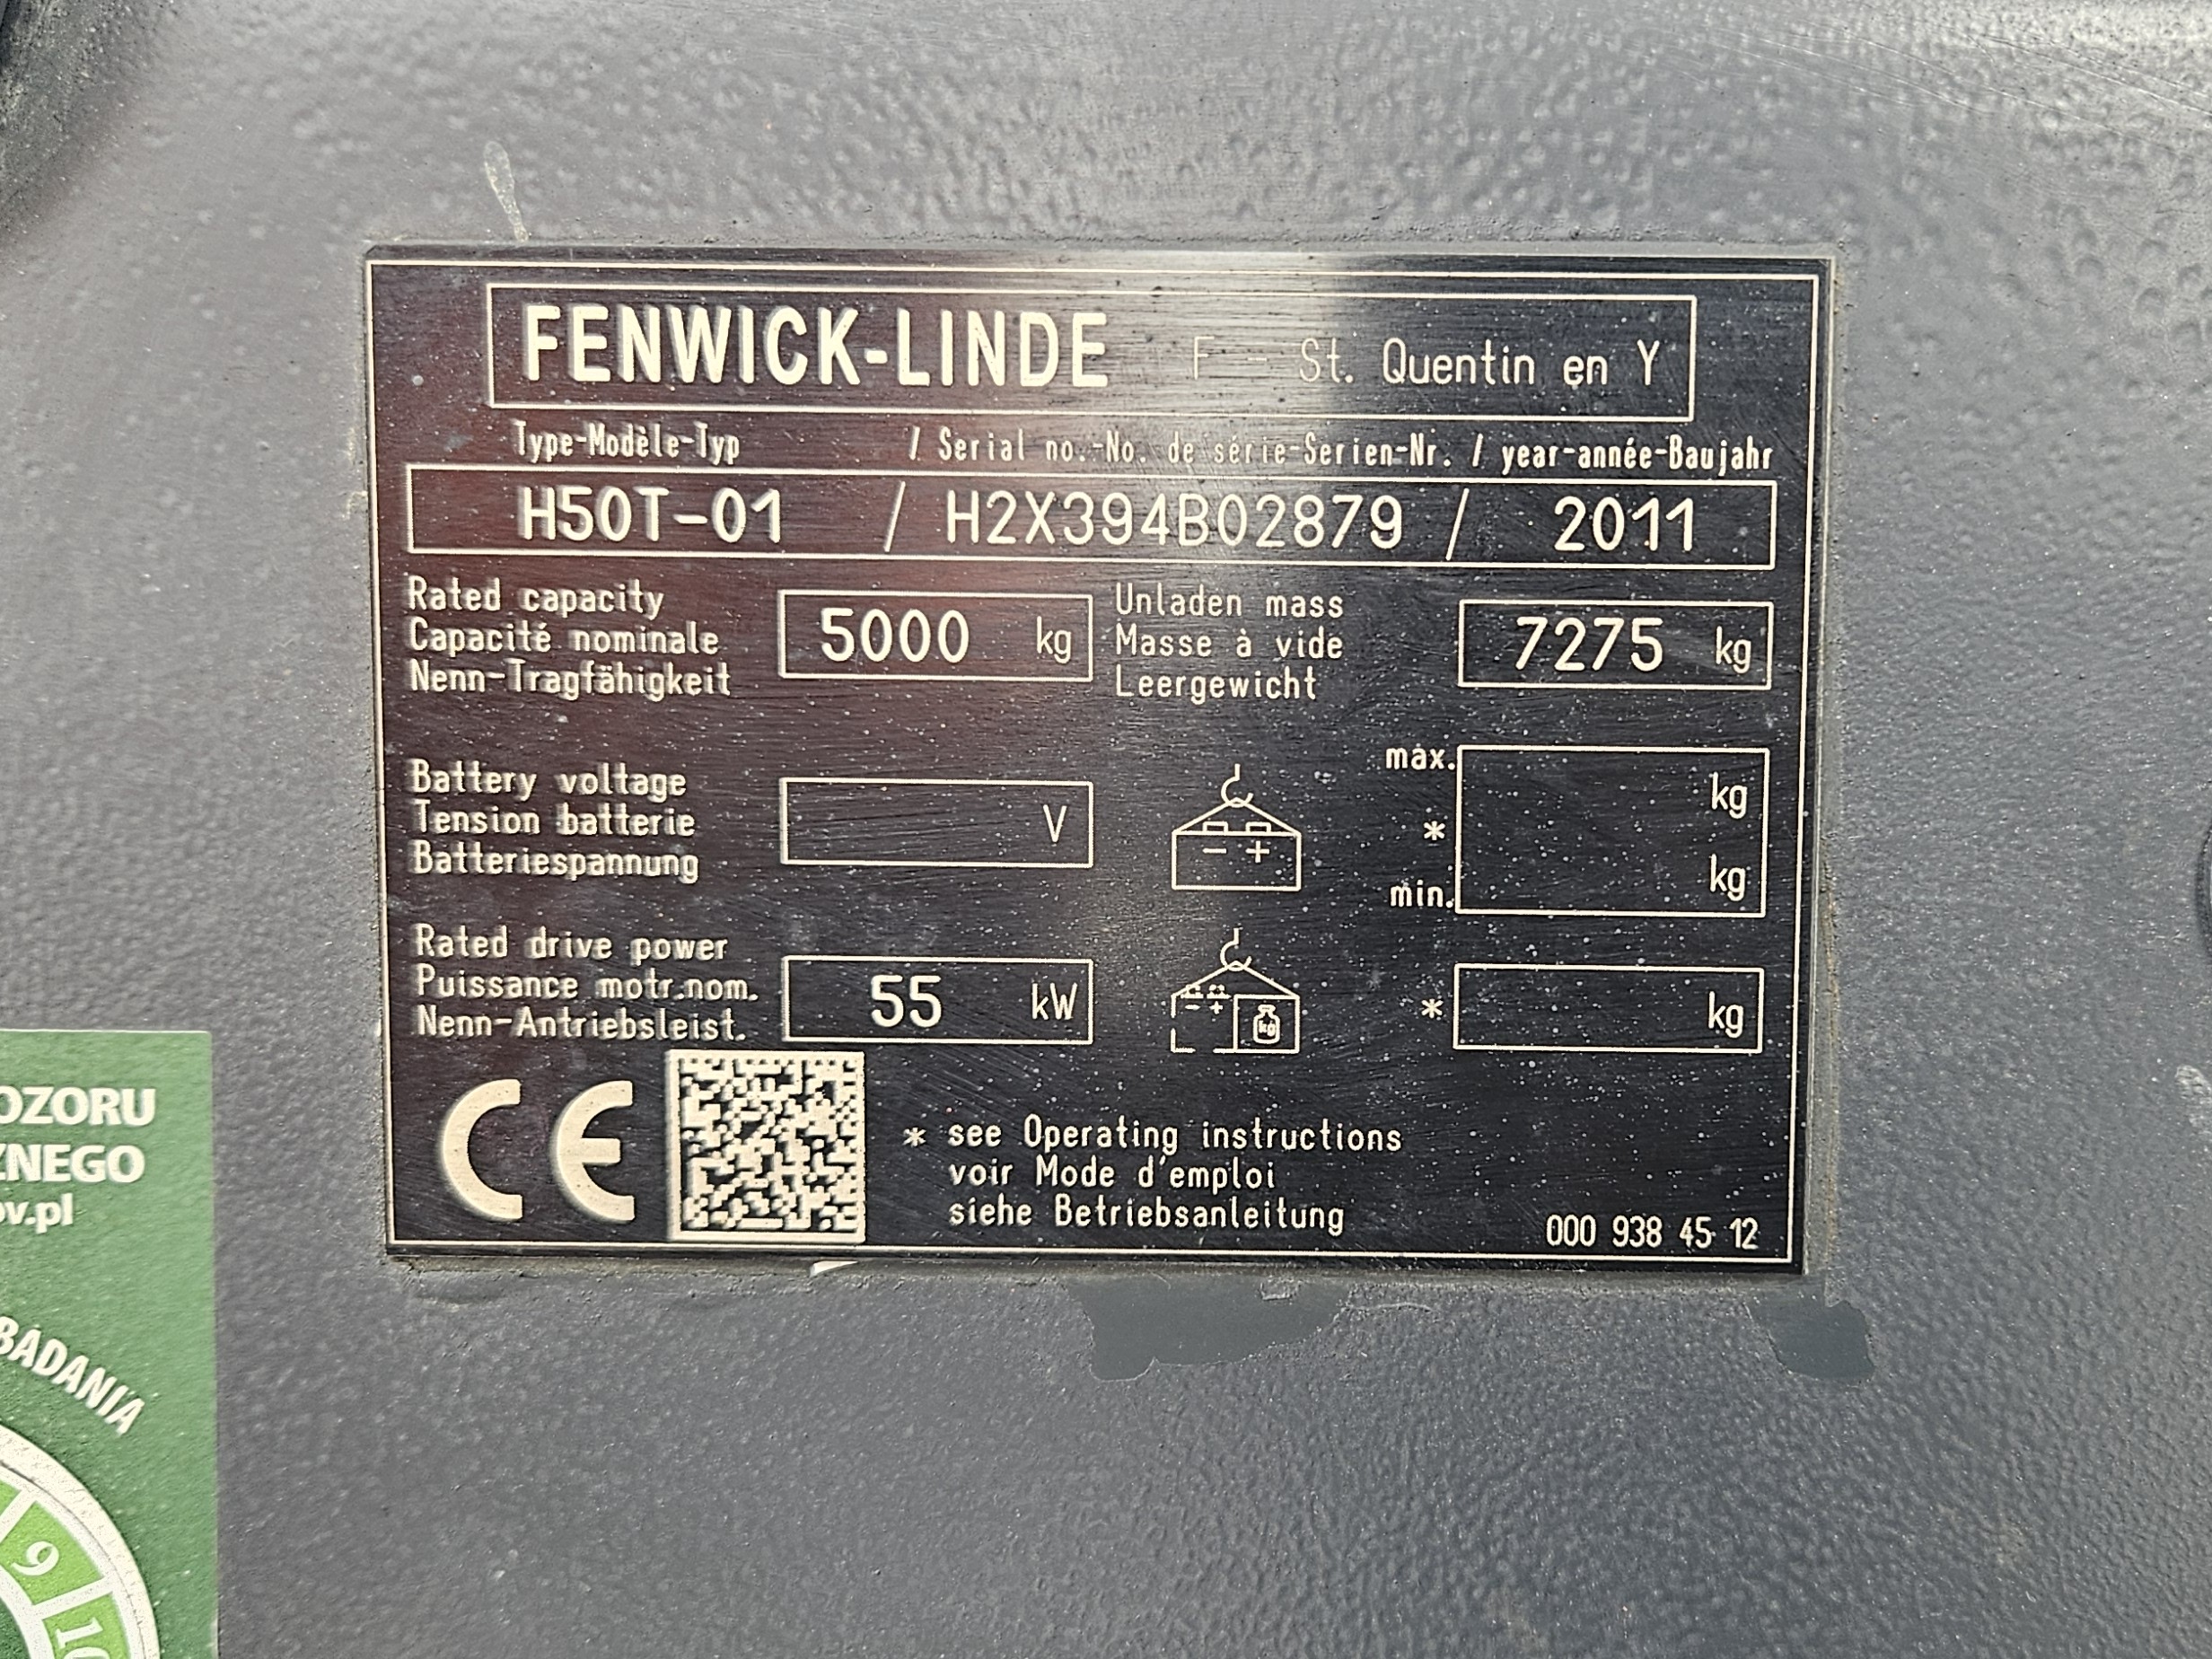 FENWICK-LINDE F - St. Quentin en Y
Type-Modèle-Typ / Serial no.-No. de série-Serien-Nr. / year-année-Baujahr
H50T-01 / H2X394B02879 / 2011
Rated capacity
Capacité nominale
Nenn-Tragfähigkeit
5000 kg
Unladen mass
Masse à vide
Leergewicht
7275 kg
Battery voltage
Tension batterie
Batteriespannung
V
- +
max.
kg
*
kg
min.
Rated drive power
Puissance motr.nom.
Nenn-Antriebsleist.
55 kW
- +
kg
*
kg
CE
* see Operating instructions
voir Mode d'emploi
siehe Betriebsanleitung
000 938 45 12
OZORU
ZNEGO
ov.pl
BADANIA
9
10